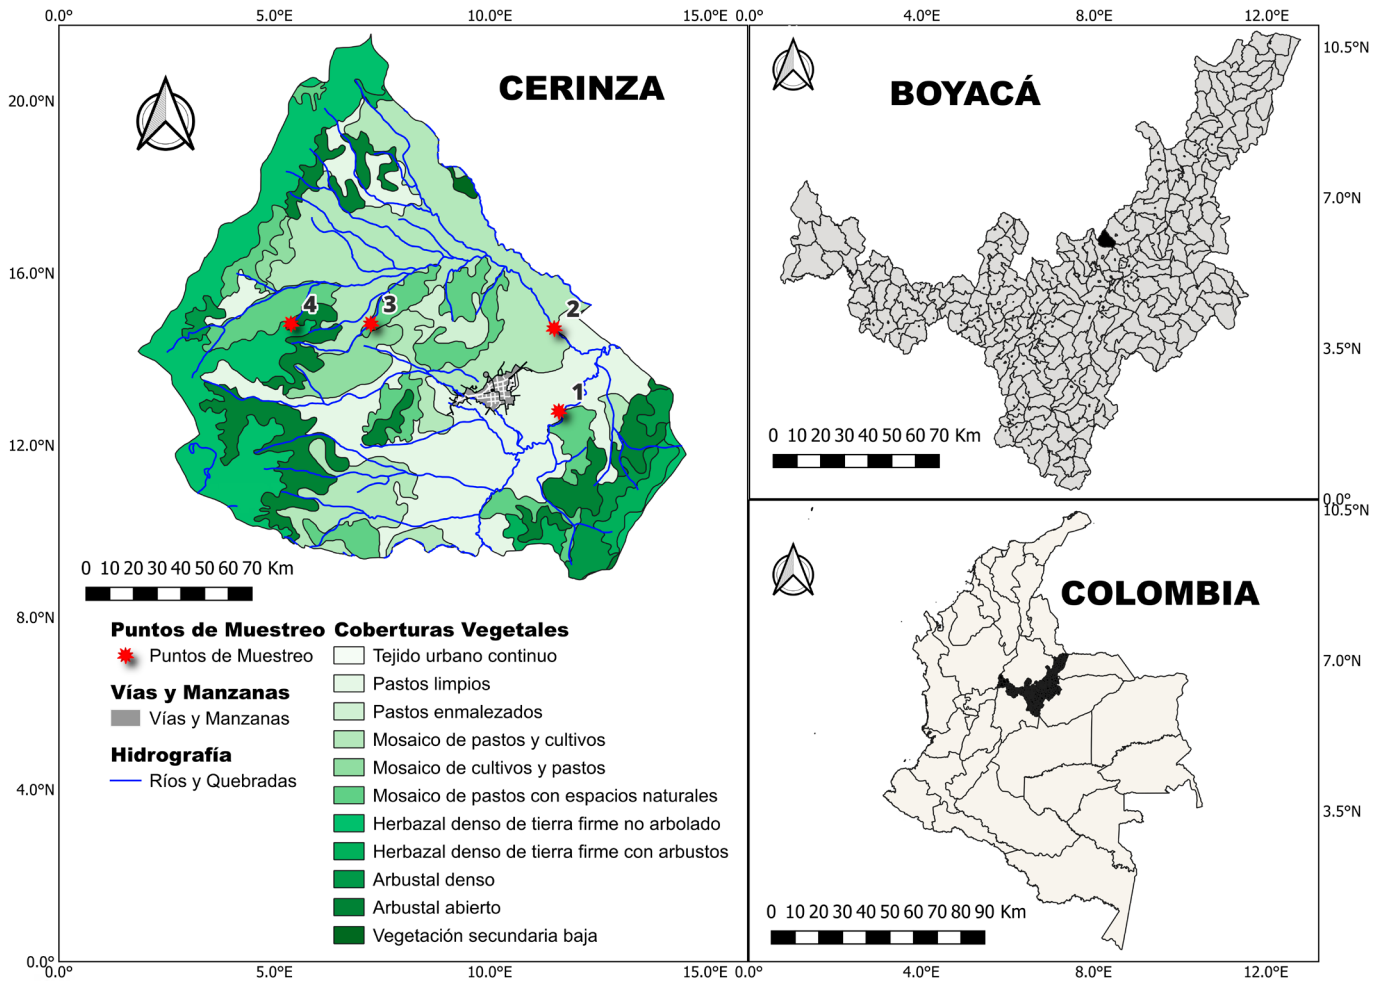 0.0° 5.0°E 10.0°E 15.0°E 0.0° 4.0°E 8.0°E 12.0°E
CERINZA
BOYACÁ
20.0°N
16.0°N
12.0°N
8.0°N
4.0°N
0.0°
10.5°N
7.0°N
3.5°N
0.0°
4
3
2
1
0 10 20 30 40 50 60 70 Km
0 10 20 30 40 50 60 70 Km
Puntos de Muestreo
Puntos de Muestreo
Vías y Manzanas
Vías y Manzanas
Hidrografía
Ríos y Quebradas
Coberturas Vegetales
Tejido urbano continuo
Pastos limpios
Pastos enmalezados
Mosaico de pastos y cultivos
Mosaico de cultivos y pastos
Mosaico de pastos con espacios naturales
Herbazal denso de tierra firme no arbolado
Herbazal denso de tierra firme con arbustos
Arbustal denso
Arbustal abierto
Vegetación secundaria baja
COLOMBIA
10.5°N
7.0°N
3.5°N
0 10 20 30 40 50 60 70 80 90 Km
0.0° 5.0°E 10.0°E 15.0°E 0.0° 4.0°E 8.0°E 12.0°E